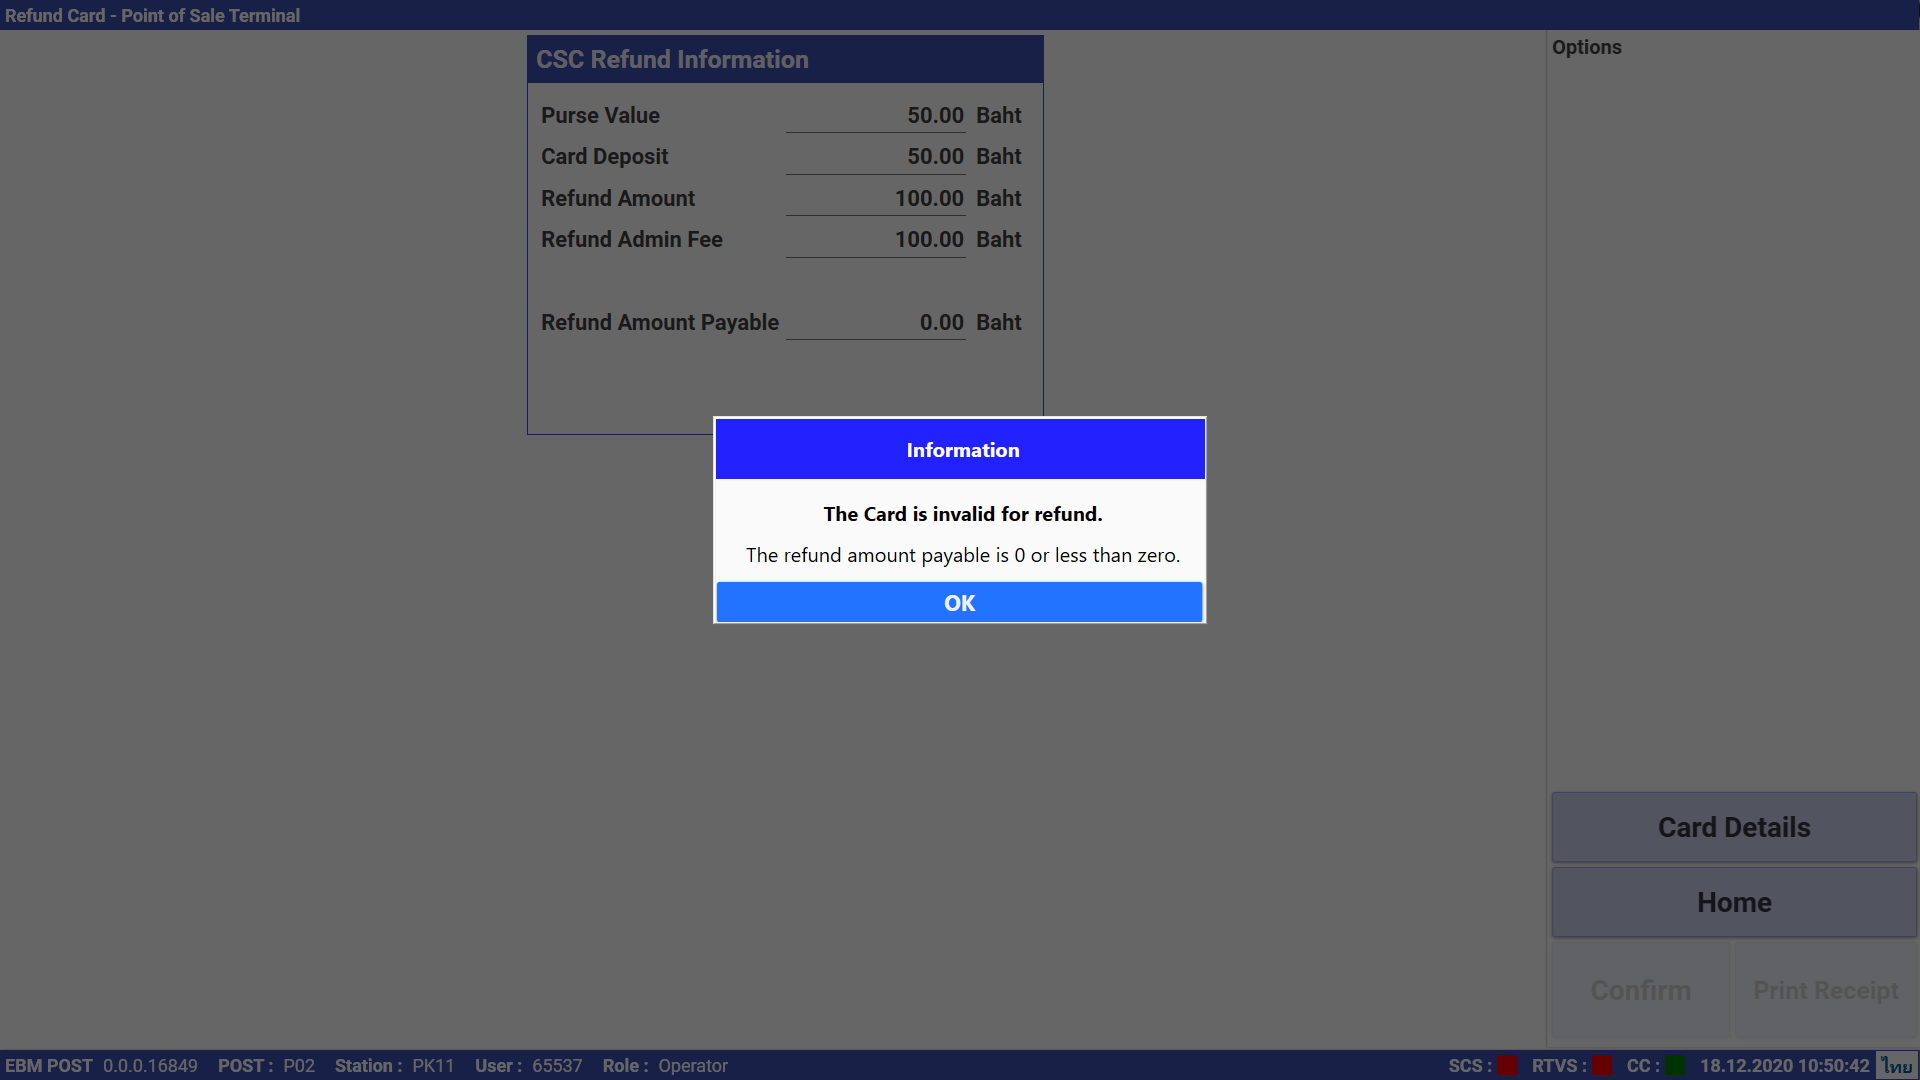 Refund Card - Point of Sale Terminal
CSC Refund Information
Options
Purse Value 50.00 Baht
Card Deposit 50.00 Baht
Refund Amount 100.00 Baht
Refund Admin Fee 100.00 Baht
Refund Amount Payable 0.00 Baht
Information
The Card is invalid for refund.
The refund amount payable is 0 or less than zero.
OK
Card Details
Home
Confirm Print Receipt
EBM POST 0.0.0.16849 POST : P02 Station : PK11 User : 65537 Role : Operator SCS : RTVS : CC : 18.12.2020 10:50:42 ไทย